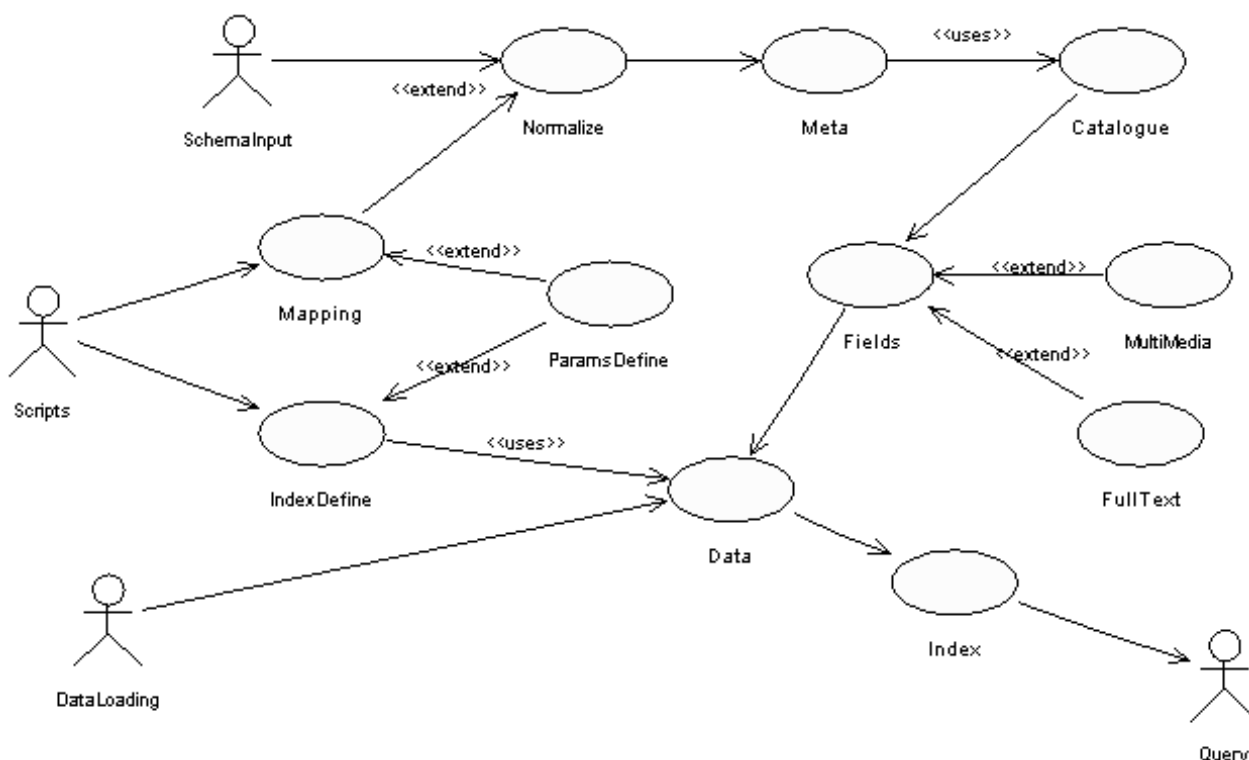 <<uses>>
<<extend>>
SchemaInput
Normalize
Meta
Catalogue
<<extend>>
<<extend>>
Mapping
ParamsDefine
Fields
MultiMedia
<<extend>>
<<extend>>
Scripts
<<uses>>
IndexDefine
FullText
Data
Index
DataLoading
Query